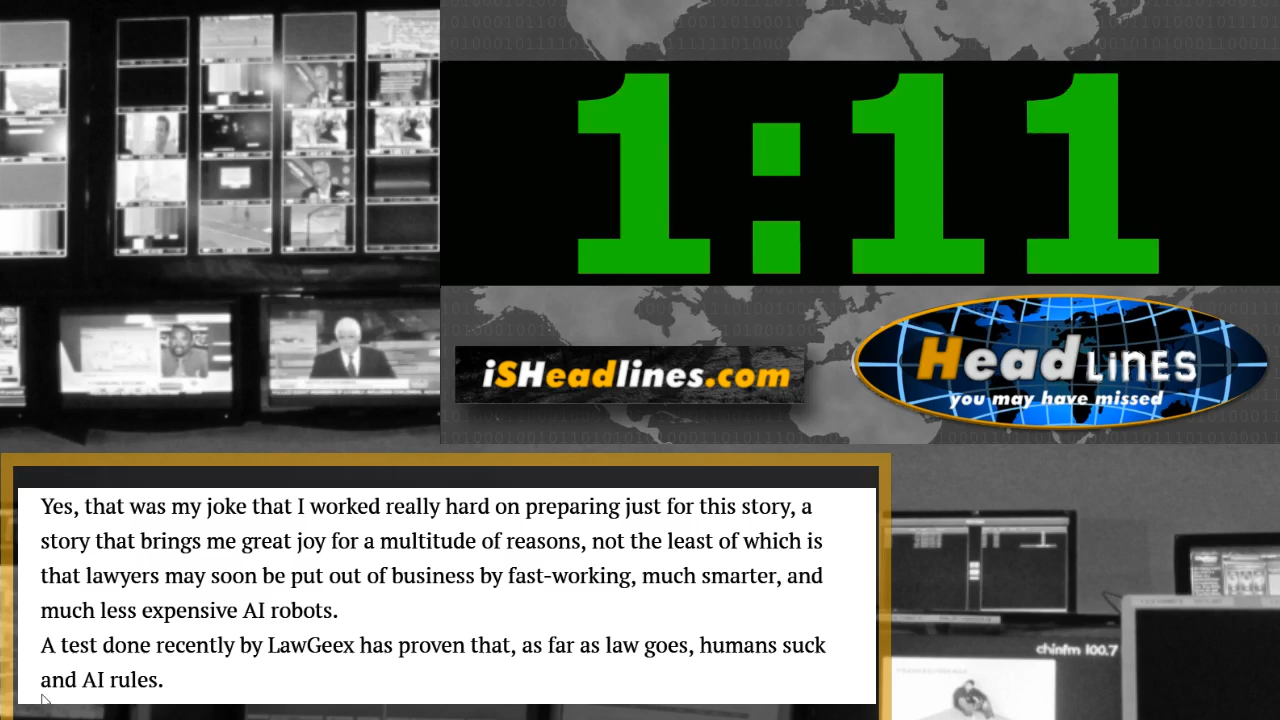 1:11
iSHeadlines.com
HeadLINES
you may have missed
Yes, that was my joke that I worked really hard on preparing just for this story, a
story that brings me great joy for a multitude of reasons, not the least of which is
that lawyers may soon be put out of business by fast-working, much smarter, and
much less expensive AI robots.
A test done recently by LawGeex has proven that, as far as law goes, humans suck
and AI rules.
chinfm 100.7